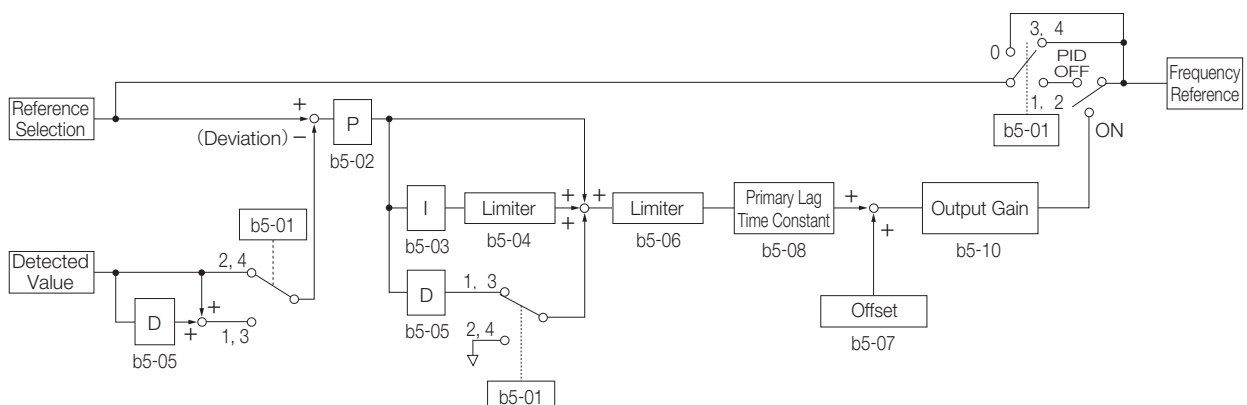 0
3, 4
PID
OFF
1, 2
b5-01
ON
Frequency
Reference
Reference
Selection
+
(Deviation) −
P
b5-02
I
b5-03
+
Limiter
b5-04
+
+
Limiter
b5-06
Primary Lag
Time Constant
b5-08
+
+
Output Gain
b5-10
Offset
b5-07
b5-01
Detected
Value
2, 4
D
b5-05
+
+
1, 3
D
b5-05
1, 3
2, 4
b5-01